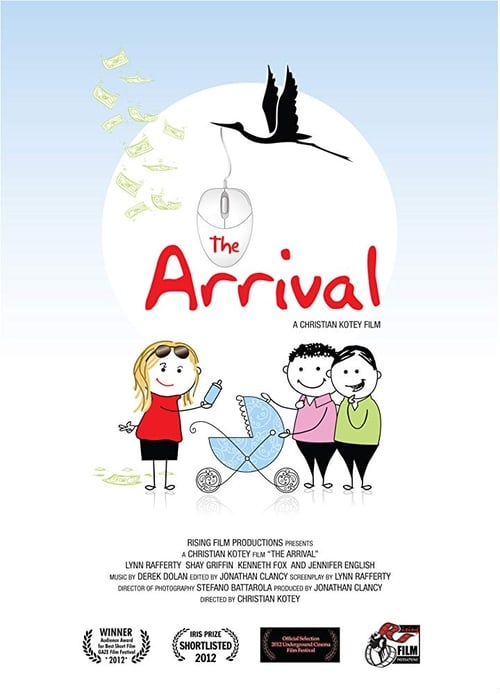 The
Arrival
A CHRISTIAN KOTEY FILM
RISING FILM PRODUCTIONS PRESENTS
A CHRISTIAN KOTEY FILM "THE ARRIVAL"
LYNN RAFFERTY SHAY GRIFFIN KENNETH FOX AND JENNIFER ENGLISH
MUSIC BY DEREK DOLAN EDITED BY JONATHAN CLANCY SCREENPLAY BY LYNN RAFFERTY
DIRECTOR OF PHOTOGRAPHY STEFANO BATTAROLA PRODUCED BY JONATHAN CLANCY
DIRECTED BY CHRISTIAN KOTEY
WINNER
Audience Award
for Best Short Film
GAZE Film Festival
*2012*
IRIS PRIZE
SHORTLISTED
2012
Official Selection
2012 Underground Cinema
Film Festival
Rising
FILM
PRODUCTIONS